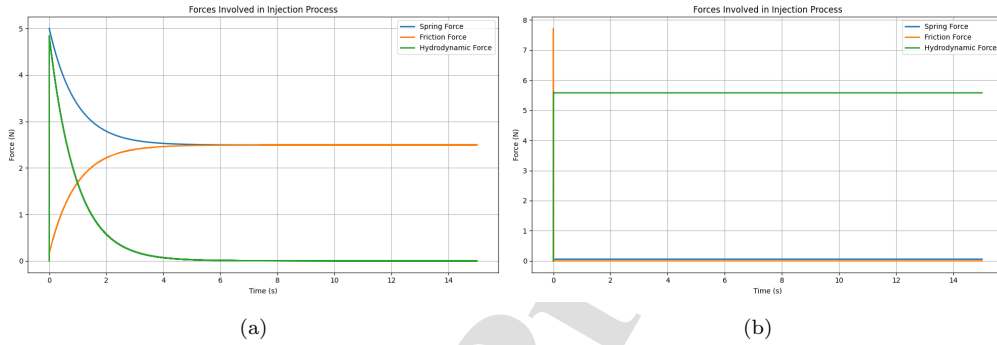 Forces Involved in Injection Process
Spring Force
Friction Force
Hydrodynamic Force
Force (N)
5
4
3
2
1
0
0 2 4 6 8 10 12 14
Time (s)
(a)
Forces Involved in Injection Process
Spring Force
Friction Force
Hydrodynamic Force
Force (N)
8
7
6
5
4
3
2
1
0
0 2 4 6 8 10 12 14
Time (s)
(b)